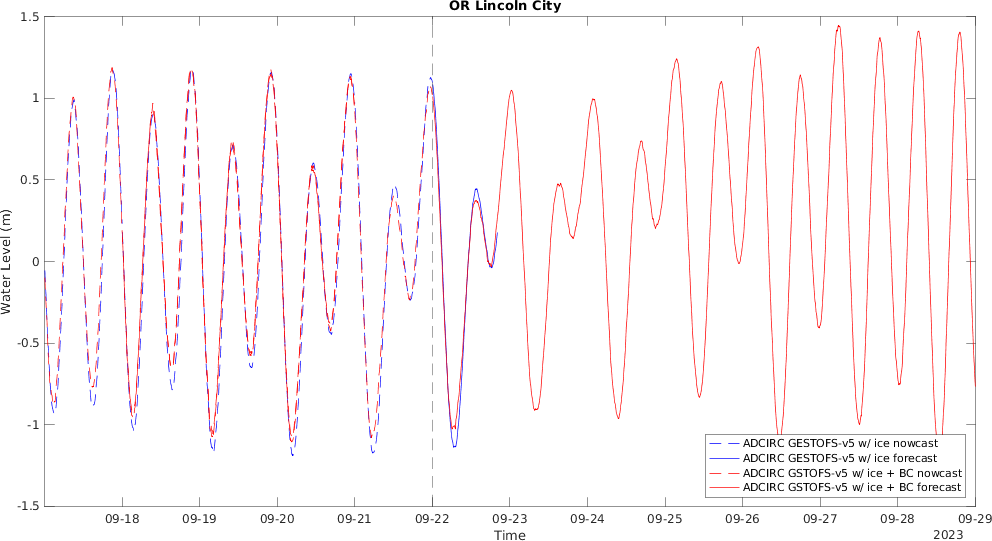 OR Lincoln City
1.5
1
0.5
0
-0.5
-1
-1.5
Water Level (m)
ADCIRC GESTOFS-v5 w/ ice nowcast
ADCIRC GESTOFS-v5 w/ ice forecast
ADCIRC GSTOFS-v5 w/ ice + BC nowcast
ADCIRC GSTOFS-v5 w/ ice + BC forecast
09-18 09-19 09-20 09-21 09-22 09-23 09-24 09-25 09-26 09-27 09-28 09-29
Time
2023